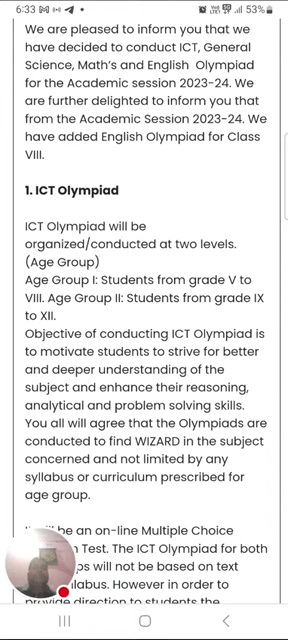 6:33
53%
We are pleased to inform you that we
have decided to conduct ICT, General
Science, Math's and English Olympiad
for the Academic session 2023-24. We
are further delighted to inform you that
from the Academic Session 2023-24. We
have added English Olympiad for Class
VIII.
1. ICT Olympiad
ICT Olympiad will be
organized/conducted at two levels.
(Age Group)
Age Group I: Students from grade V to
VIII. Age Group II: Students from grade IX
to XII.
Objective of conducting ICT Olympiad is
to motivate students to strive for better
and deeper understanding of the
subject and enhance their reasoning,
analytical and problem solving skills.
You all will agree that the Olympiads are
conducted to find WIZARD in the subject
concerned and not limited by any
syllabus or curriculum prescribed for
age group.
be an on-line Multiple Choice
Test. The ICT Olympiad for both
will not be based on text
However in order to
provide direction to students the